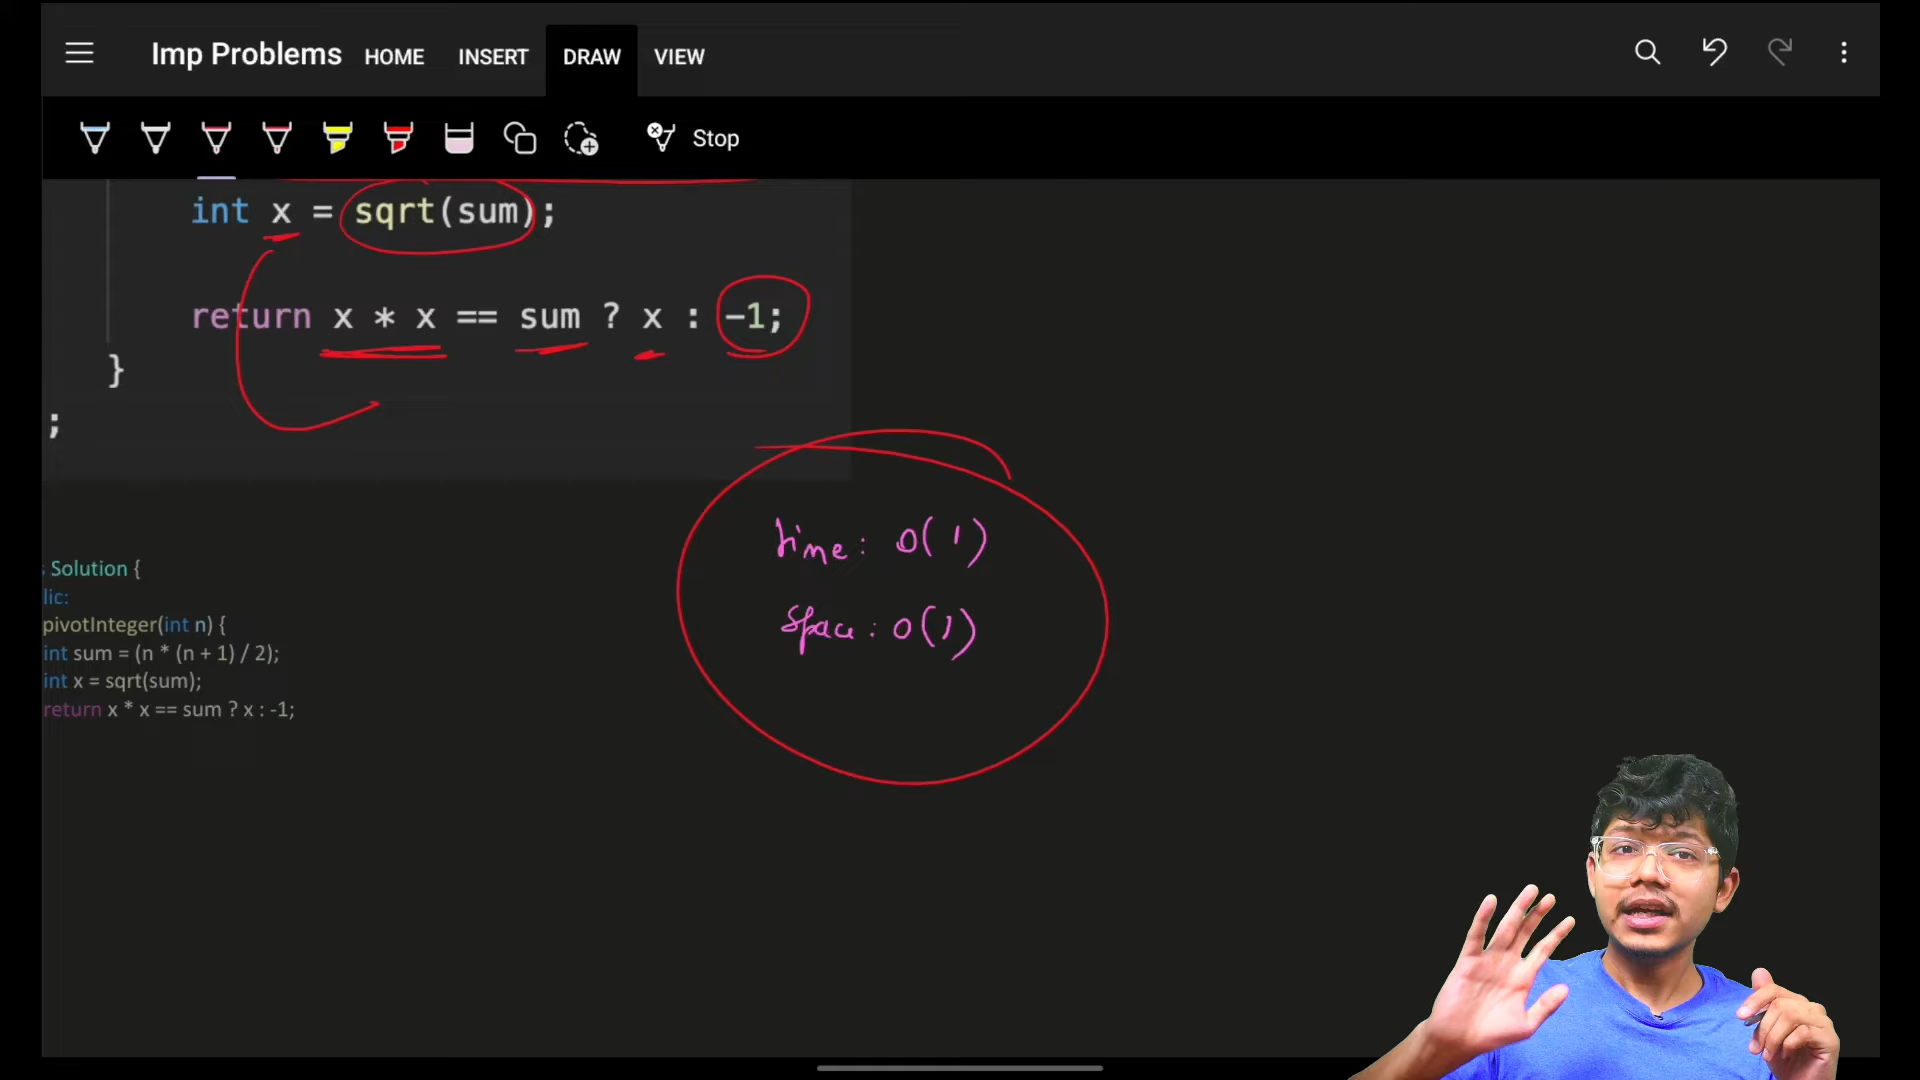 Imp Problems HOME INSERT DRAW VIEW
Stop
int x = sqrt(sum);
return x * x == sum ? x : -1;
}
;
time: O(1)
space: O(1)
Solution {
lic:
pivotInteger(int n) {
int sum = (n * (n + 1) / 2);
int x = sqrt(sum);
return x * x == sum ? x : -1;